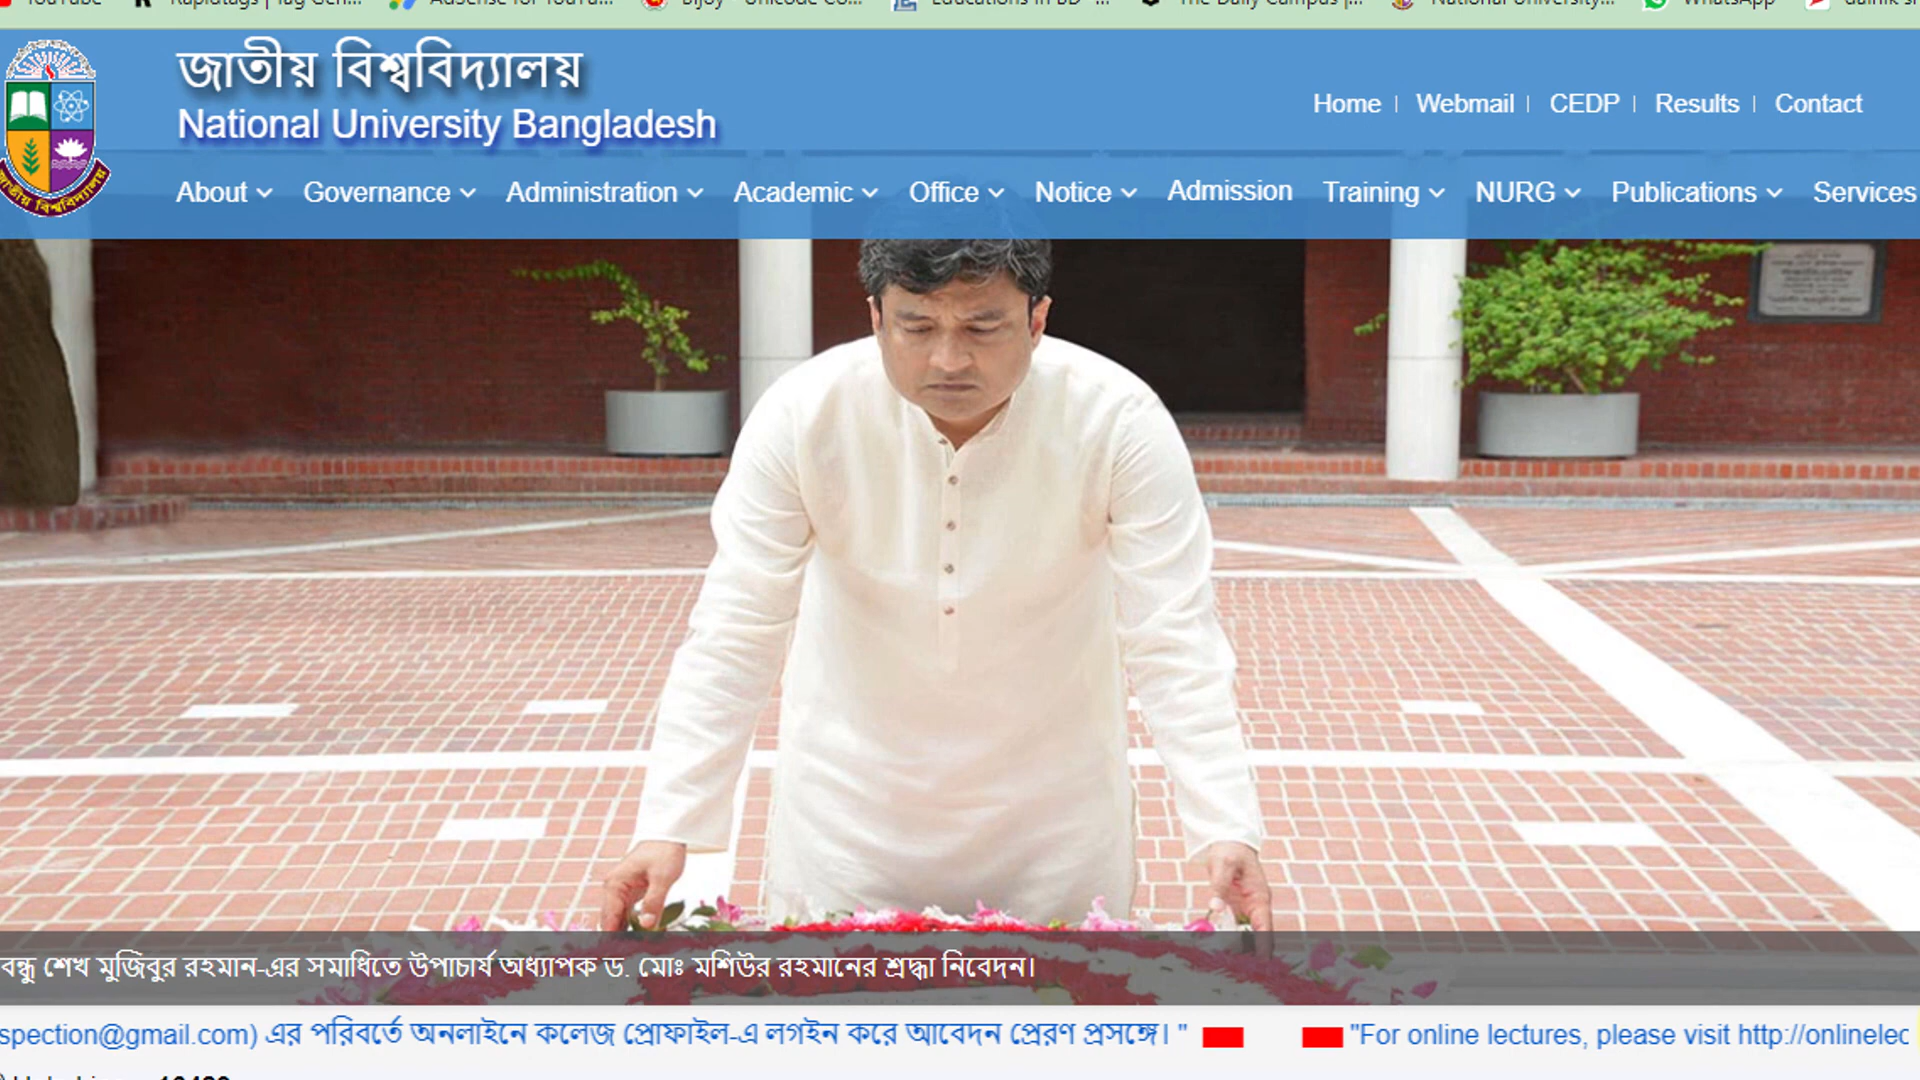 জাতীয় বিশ্ববিদ্যালয়
National University Bangladesh
Home | Webmail | CEDP | Results | Contact
About Governance Administration Academic Office Notice Admission Training NURG Publications Services
বন্ধু শেখ মুজিবুর রহমান-এর সমাধিতে উপাচার্য অধ্যাপক ড. মোঃ মশিউর রহমানের শ্রদ্ধা নিবেদন।
spection@gmail.com) এর পরিবর্তে অনলাইনে কলেজ প্রোফাইল-এ লগইন করে আবেদন প্রেরণ প্রসঙ্গে। " "For online lectures, please visit http://onlinelec